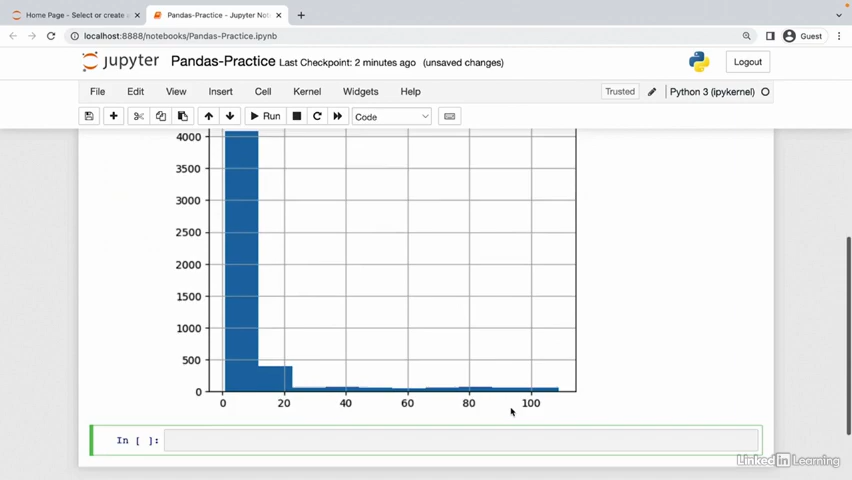 Home Page - Select or create a
Pandas-Practice - Jupyter Not
localhost:8888/notebooks/Pandas-Practice.ipynb
Guest
jupyter Pandas-Practice Last Checkpoint: 2 minutes ago (unsaved changes)
Logout
File Edit View Insert Cell Kernel Widgets Help
Trusted
Python 3 (ipykernel)
Run
Code
4000
3500
3000
2500
2000
1500
1000
500
0
0 20 40 60 80 100
In [ ]:
LinkedIn Learning